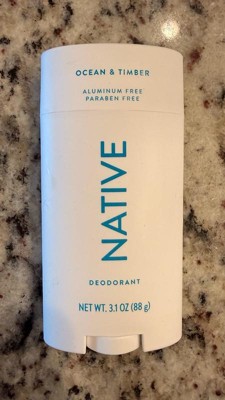 OCEAN & TIMBER
ALUMINUM FREE
PARABEN FREE
NATIVE
DEODORANT
NET WT. 3.1 OZ (88 g)